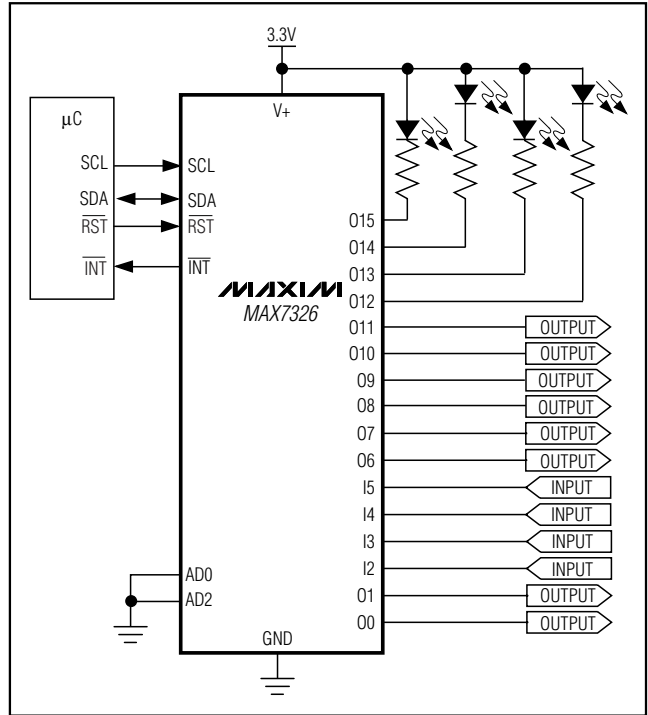 3.3V
μC
V+
SCL
SCL
SDA
SDA
RST
RST
INT
INT
MAXIM
MAX7326
O15
O14
O13
O12
O11 OUTPUT
O10 OUTPUT
O9 OUTPUT
O8 OUTPUT
O7 OUTPUT
O6 OUTPUT
I5 INPUT
I4 INPUT
I3 INPUT
I2 INPUT
O1 OUTPUT
O0 OUTPUT
AD0
AD2
GND